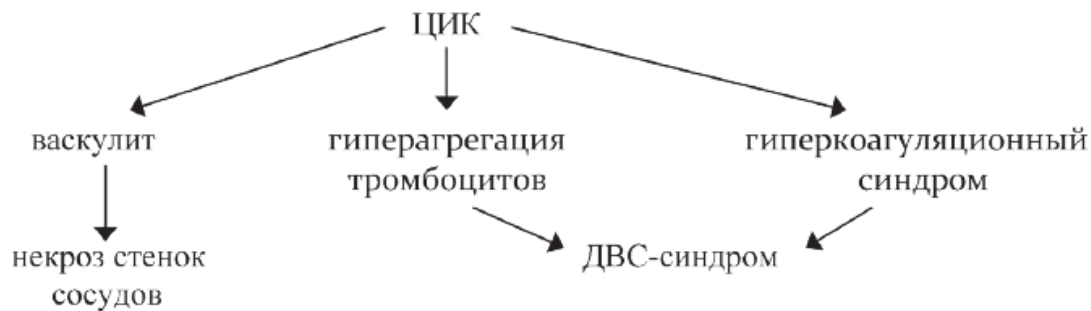 ЦИК
васкулит
гиперагрегация
тромбоцитов
гиперкоагуляционный
синдром
некроз стенок
сосудов
ДВС-синдром